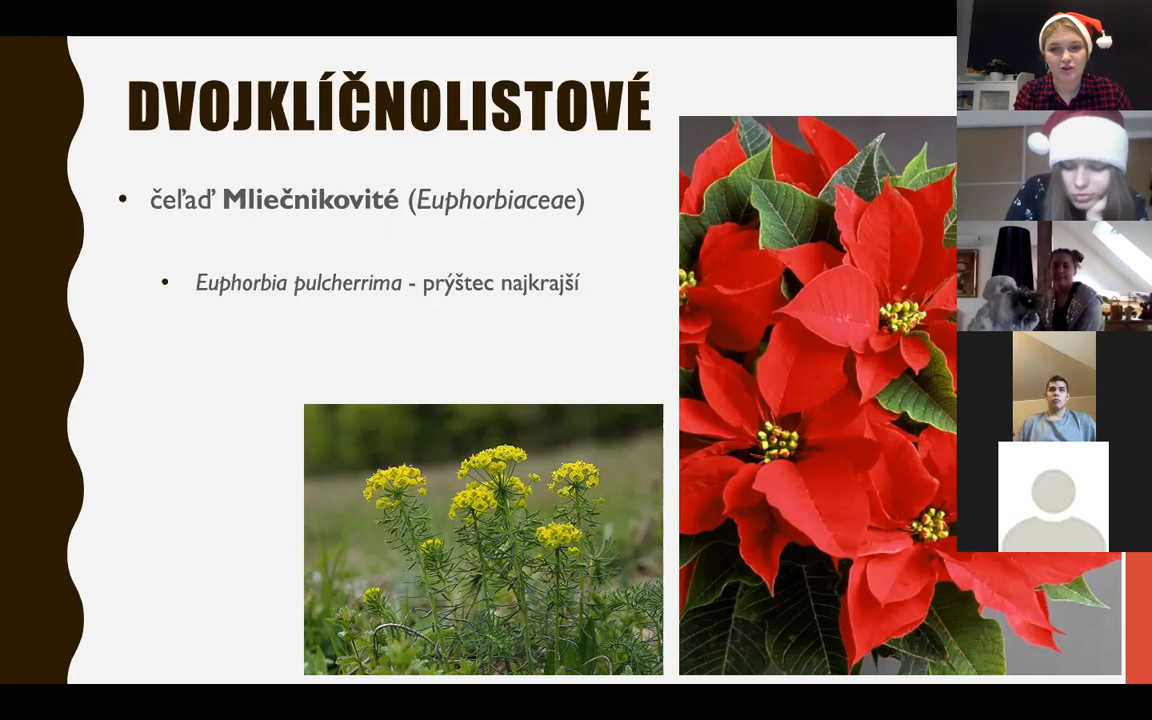 DVOJKLÍČNOLISTOVÉ
• čeľaď Mliečnikovité (Euphorbiaceae)
• Euphorbia pulcherrima - prýštec najkrajší